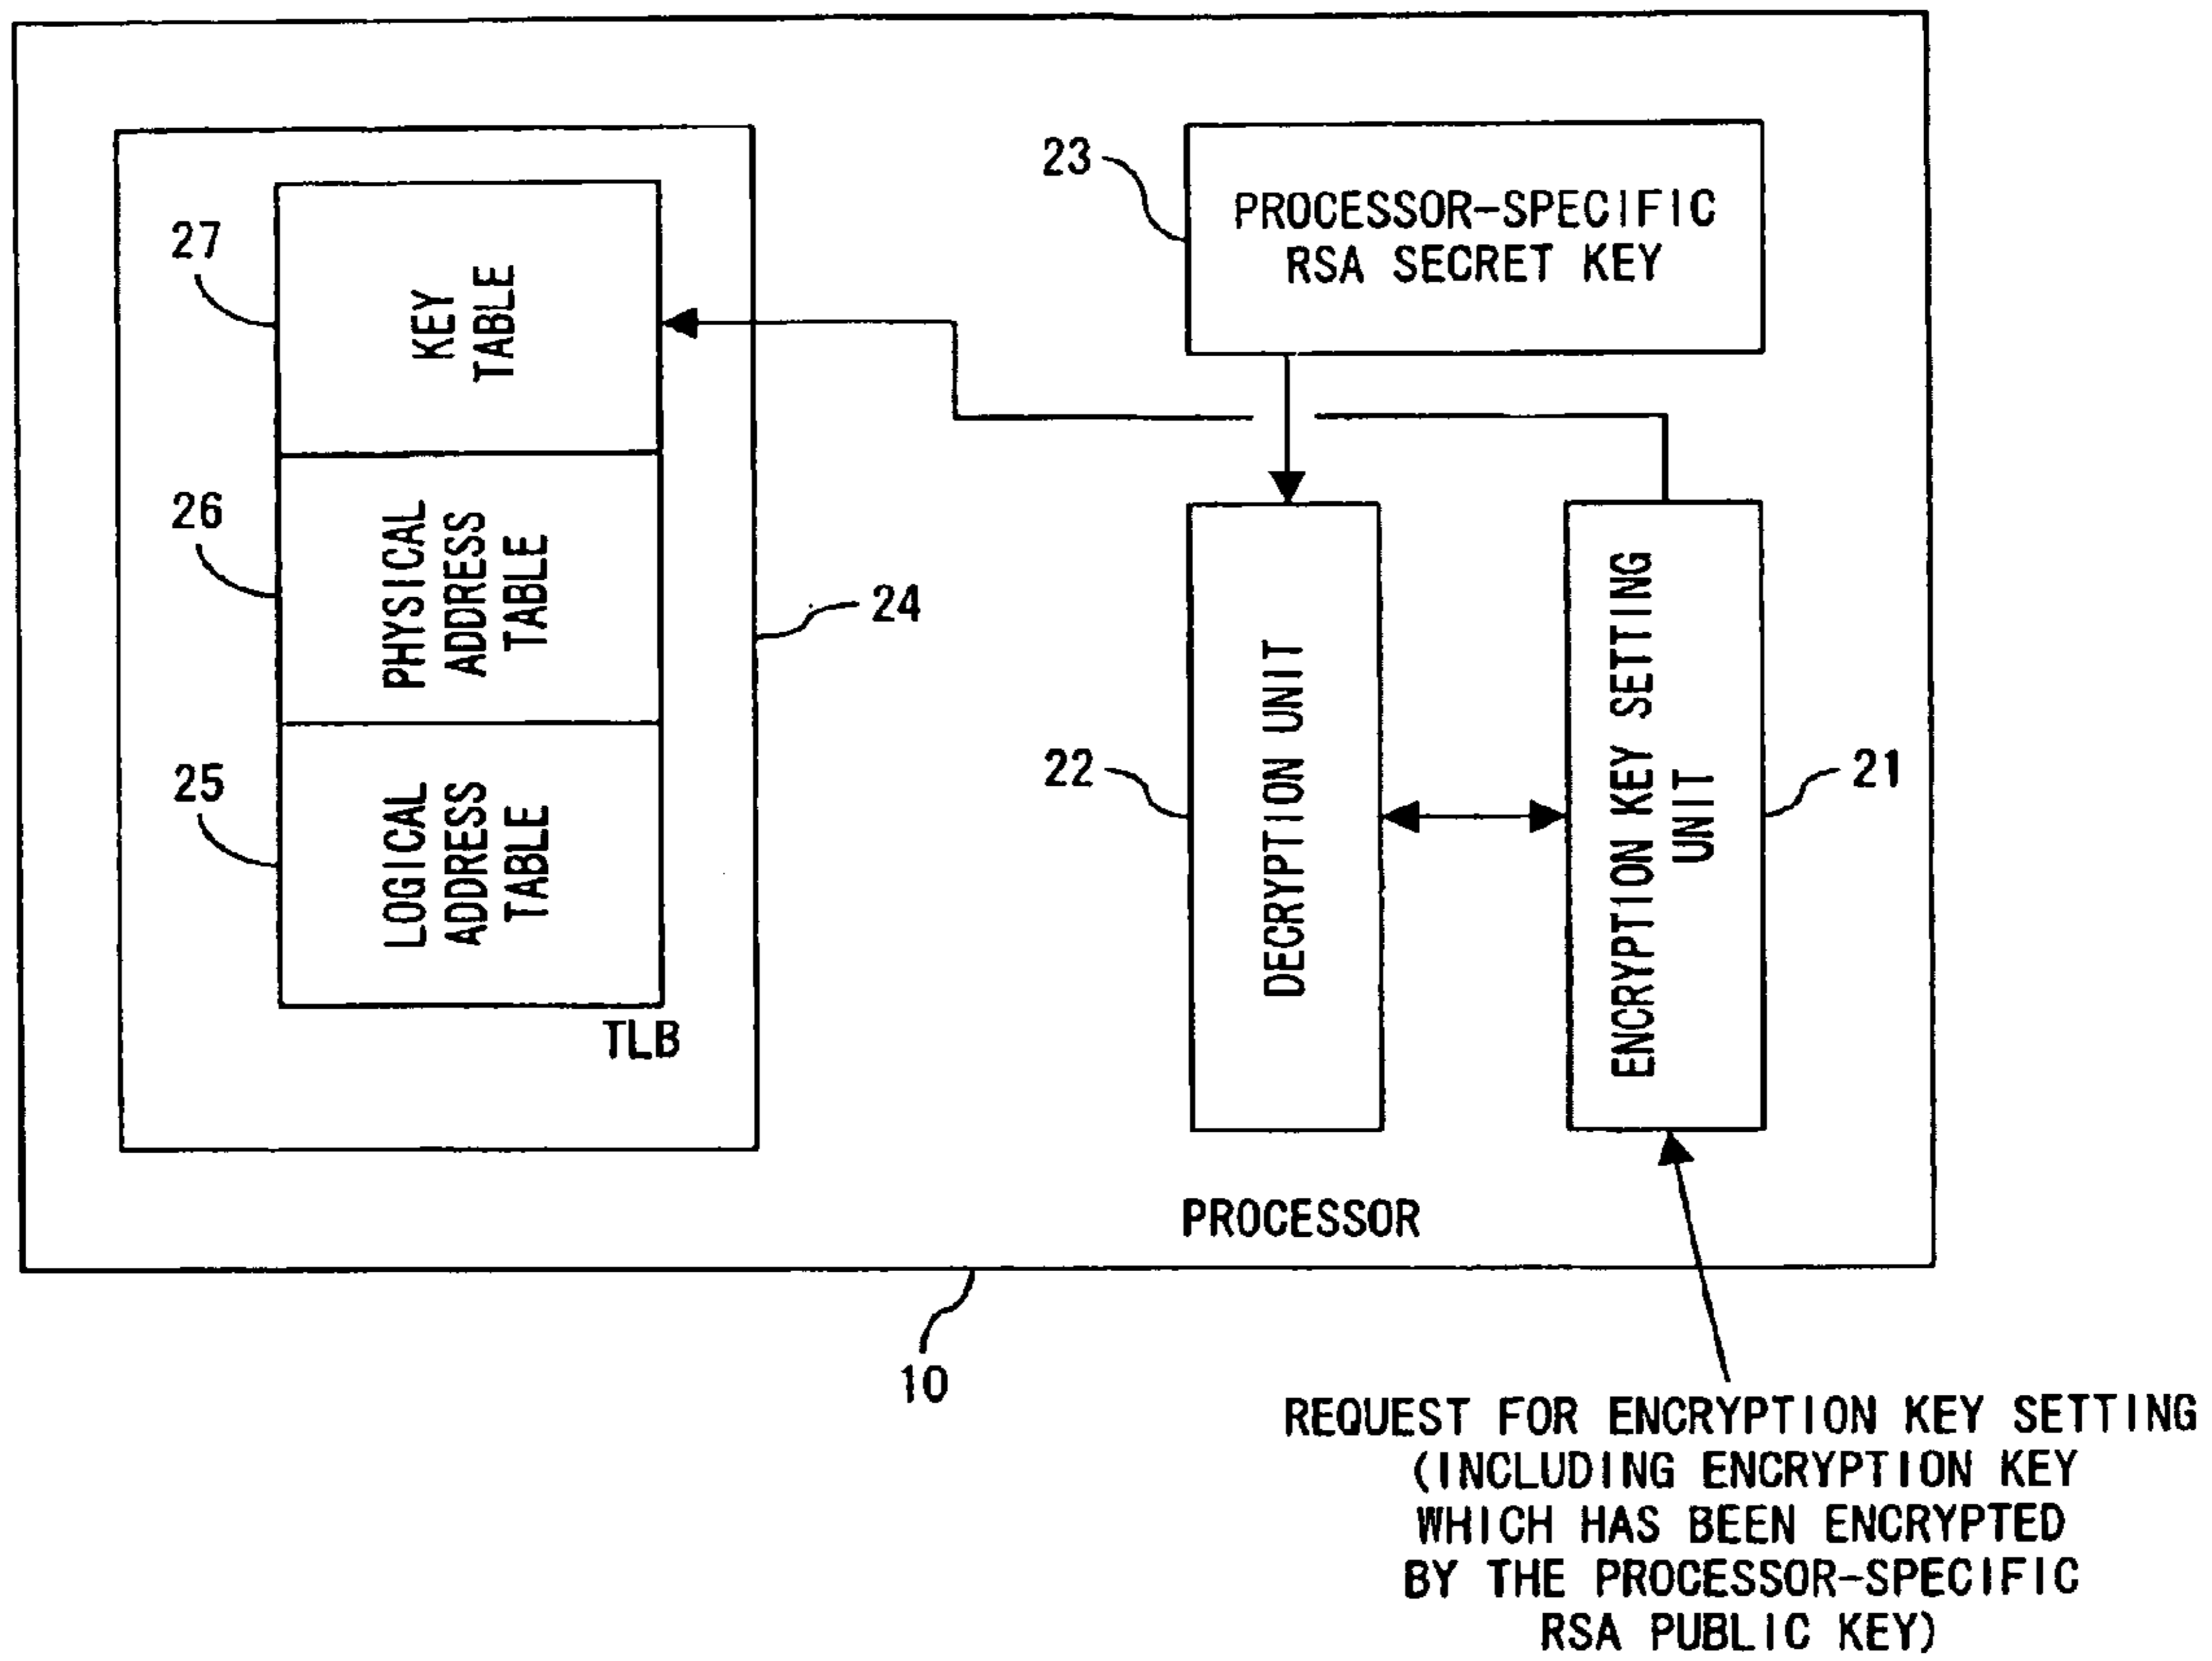 23
PROCESSOR-SPECIFIC
RSA SECRET KEY
27
KEY
TABLE
26
PHYSICAL
ADDRESS
TABLE
24
25
LOGICAL
ADDRESS
TABLE
TLB
22
DECRYPTION UNIT
ENCRYPTION KEY SETTING
UNIT
21
PROCESSOR
10
REQUEST FOR ENCRYPTION KEY SETTING
(INCLUDING ENCRYPTION KEY
WHICH HAS BEEN ENCRYPTED
BY THE PROCESSOR-SPECIFIC
RSA PUBLIC KEY)